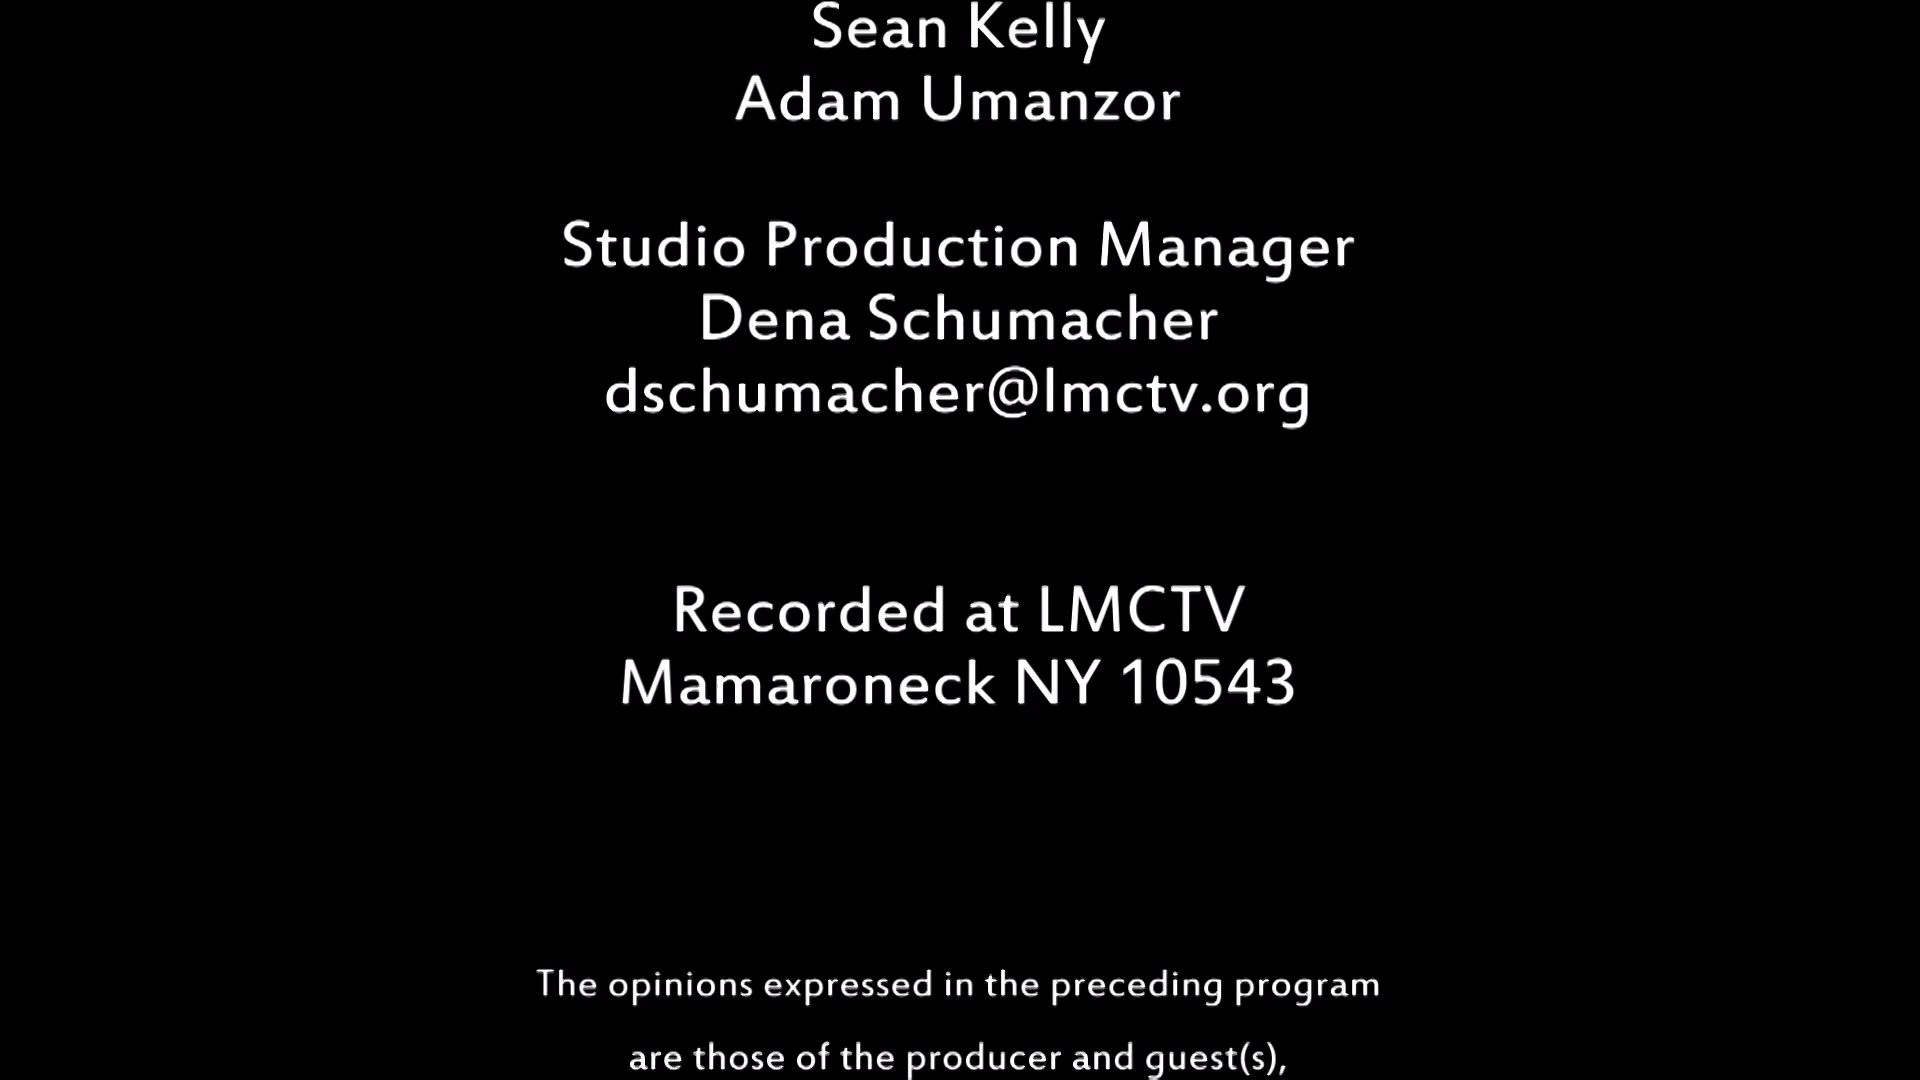 Sean Kelly
Adam Umanzor
Studio Production Manager
Dena Schumacher
dschumacher@lmctv.org
Recorded at LMCTV
Mamaroneck NY 10543
The opinions expressed in the preceding program
are those of the producer and guest(s),